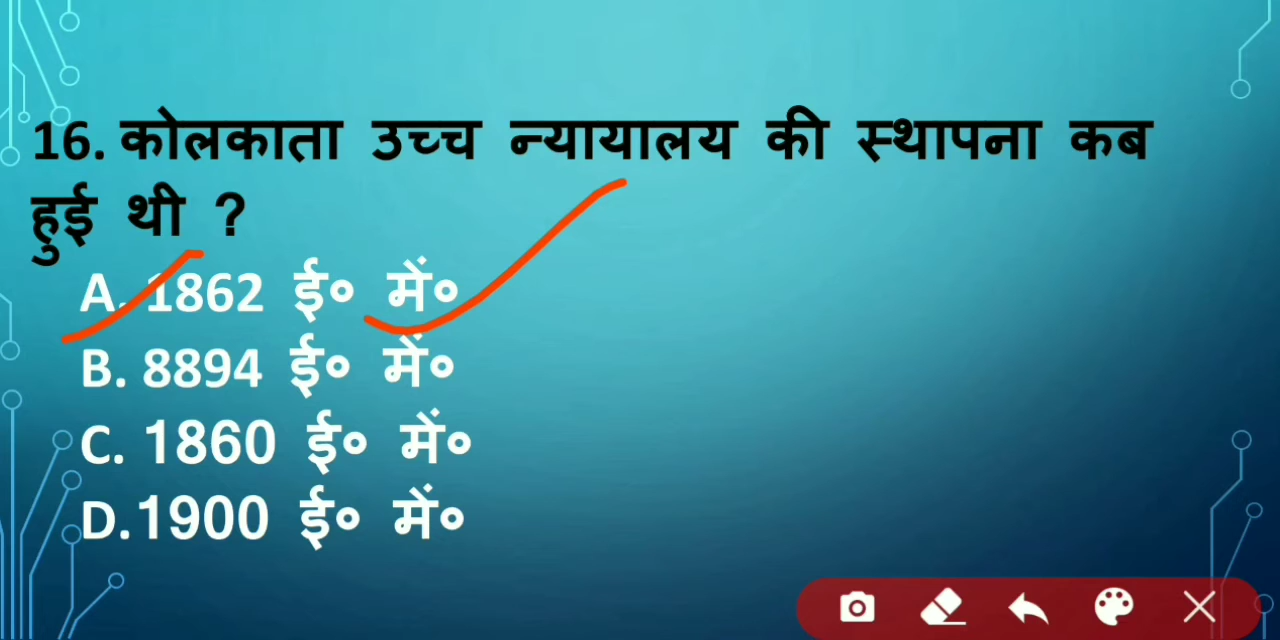 16. कोलकाता उच्च न्यायालय की स्थापना कब
हुई थी ?
A. 1862 ई० में०
B. 8894 ई० में०
C. 1860 ई० में०
D.1900 ई० में०